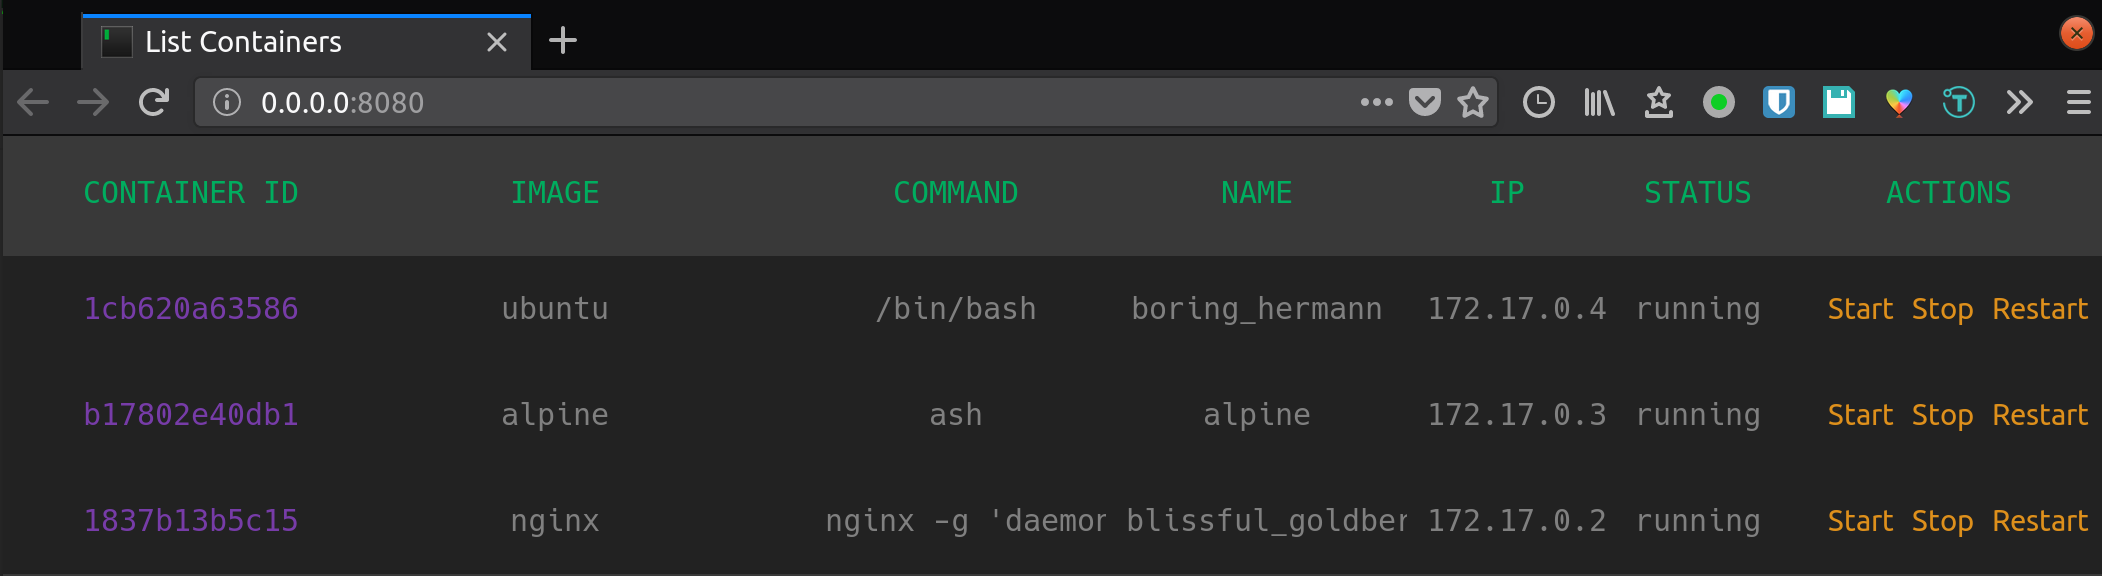 List Containers
0.0.0.0:8080
CONTAINER ID IMAGE COMMAND NAME IP STATUS ACTIONS
1cb620a63586 ubuntu /bin/bash boring_hermann 172.17.0.4 running Start Stop Restart
b17802e40db1 alpine ash alpine 172.17.0.3 running Start Stop Restart
1837b13b5c15 nginx nginx -g 'daemor blissful_goldber 172.17.0.2 running Start Stop Restart